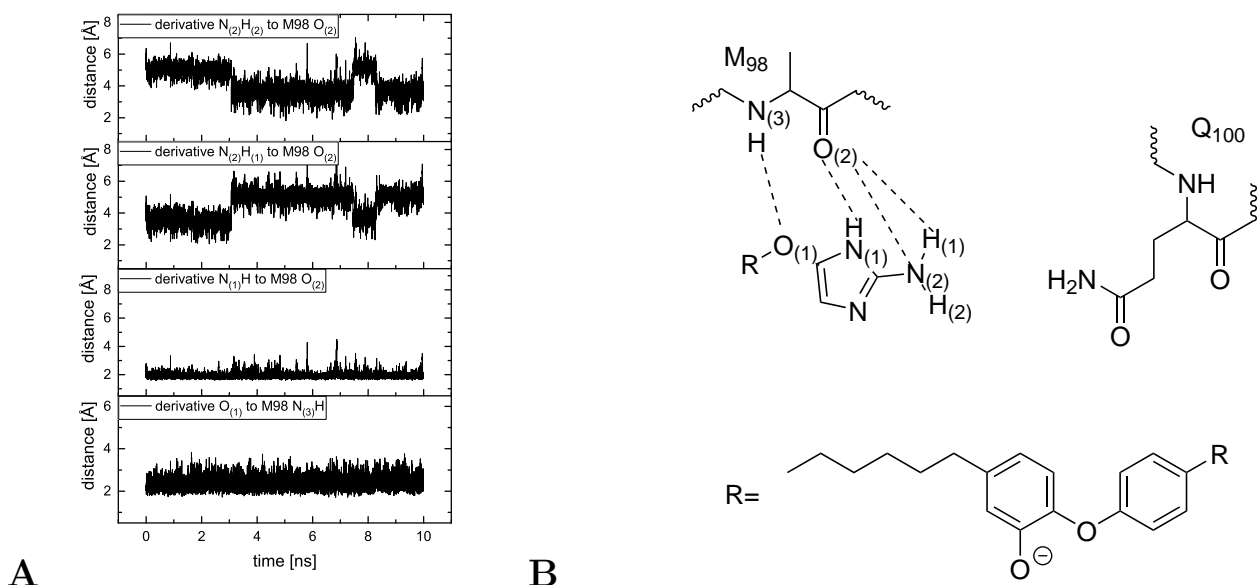 derivative N(2)H(2) to M98 O(2)
8
6
4
2
distance [Å]
derivative N(2)H(1) to M98 O(2)
8
6
4
2
distance [Å]
derivative N(1)H to M98 O(2)
8
6
4
2
distance [Å]
derivative O(1) to M98 N(3)H
6
4
2
distance [Å]
0 2 4 6 8 10
time [ns]
A
M98
N(3)
H
O(2)
Q100
NH
O
H2N
O
R
O(1)
H
N(1)
H(1)
N(2)
H(2)
N
R=
R
O
O −
B